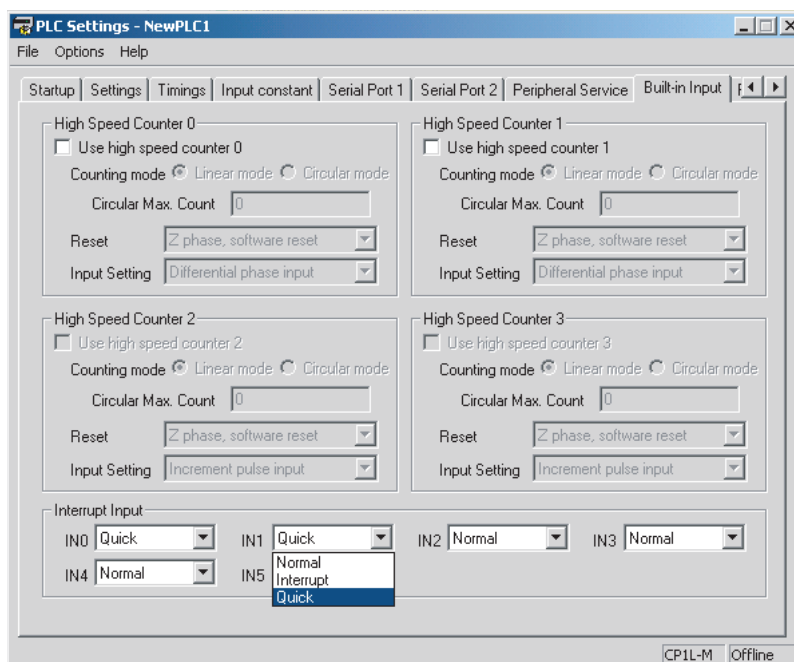 PLC Settings - NewPLC1
File Options Help
Startup Settings Timings Input constant Serial Port 1 Serial Port 2 Peripheral Service Built-in Input
High Speed Counter 0
Use high speed counter 0
Counting mode Linear mode Circular mode
Circular Max. Count 0
Reset Z phase, software reset
Input Setting Differential phase input
High Speed Counter 1
Use high speed counter 1
Counting mode Linear mode Circular mode
Circular Max. Count 0
Reset Z phase, software reset
Input Setting Differential phase input
High Speed Counter 2
Use high speed counter 2
Counting mode Linear mode Circular mode
Circular Max. Count 0
Reset Z phase, software reset
Input Setting Increment pulse input
High Speed Counter 3
Use high speed counter 3
Counting mode Linear mode Circular mode
Circular Max. Count 0
Reset Z phase, software reset
Input Setting Increment pulse input
Interrupt Input
IN0 Quick IN1 Quick IN2 Normal IN3 Normal
Normal
IN4 Normal IN5 Interrupt
Quick
CP1L-M Offline